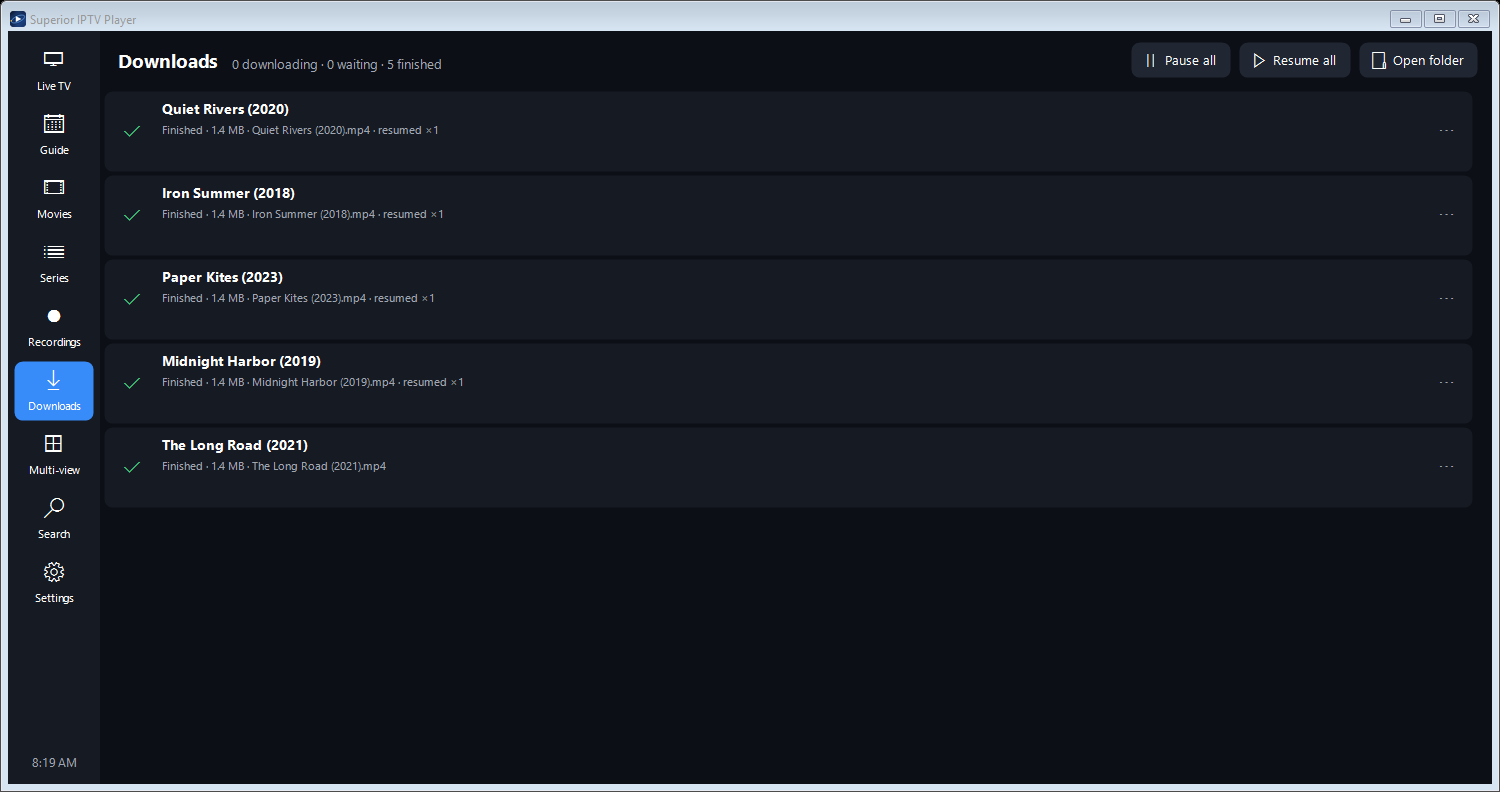 Superior IPTV Player
Live TV
Guide
Movies
Series
Recordings
Downloads
Multi-view
Search
Settings
8:19 AM
Downloads 0 downloading · 0 waiting · 5 finished
Pause all Resume all Open folder
Quiet Rivers (2020)
Finished · 1.4 MB · Quiet Rivers (2020).mp4 · resumed ×1
Iron Summer (2018)
Finished · 1.4 MB · Iron Summer (2018).mp4 · resumed ×1
Paper Kites (2023)
Finished · 1.4 MB · Paper Kites (2023).mp4 · resumed ×1
Midnight Harbor (2019)
Finished · 1.4 MB · Midnight Harbor (2019).mp4 · resumed ×1
The Long Road (2021)
Finished · 1.4 MB · The Long Road (2021).mp4